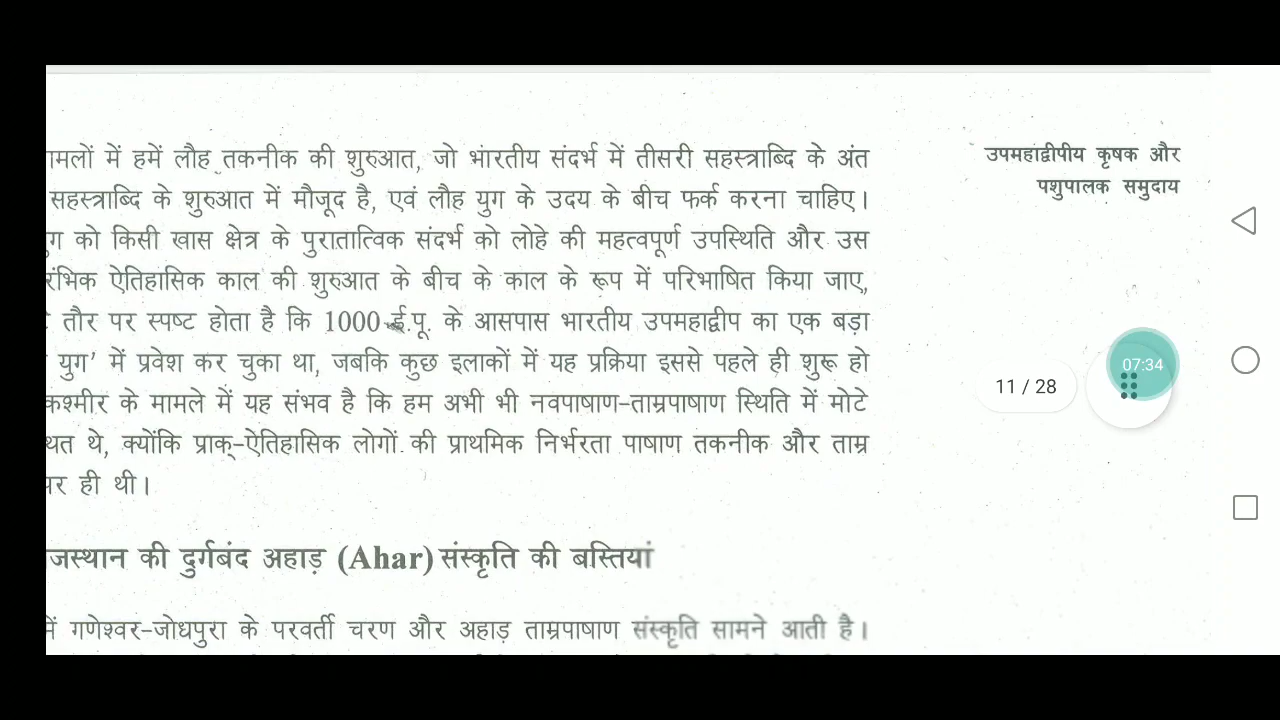 में हमें लौह तकनीक की शुरुआत, जो भारतीय संदर्भ में तीसरी सहस्त्राब्दि के अंत
सहस्त्राब्दि के शुरुआत में मौजूद है, एवं लौह युग के उदय के बीच फर्क करना चाहिए।
को किसी खास क्षेत्र के पुरातात्विक संदर्भ को लोहे की महत्वपूर्ण उपस्थिति और उस
ऐतिहासिक काल की शुरुआत के बीच के काल के रूप में परिभाषित किया जाए,
तौर पर स्पष्ट होता है कि 1000 ई.पू. के आसपास भारतीय उपमहाद्वीप का एक बड़ा
युग' में प्रवेश कर चुका था, जबकि कुछ इलाकों में यह प्रक्रिया इससे पहले ही शुरू हो
कश्मीर के मामले में यह संभव है कि हम अभी भी नवपाषाण-ताम्रपाषाण स्थिति में मोटे
थे, क्योंकि प्राक्-ऐतिहासिक लोगों की प्राथमिक निर्भरता पाषाण तकनीक और ताम्र
ही थी।
जस्थान की दुर्गबंद अहाड़ (Ahar) संस्कृति की बस्तियां
में गणेश्वर-जोधपुरा के परवर्ती चरण और अहाड़ ताम्रपाषाण संस्कृति सामने आती है।
उपमहाद्वीपीय कृषक और
पशुपालक समुदाय
11 / 28
07:34